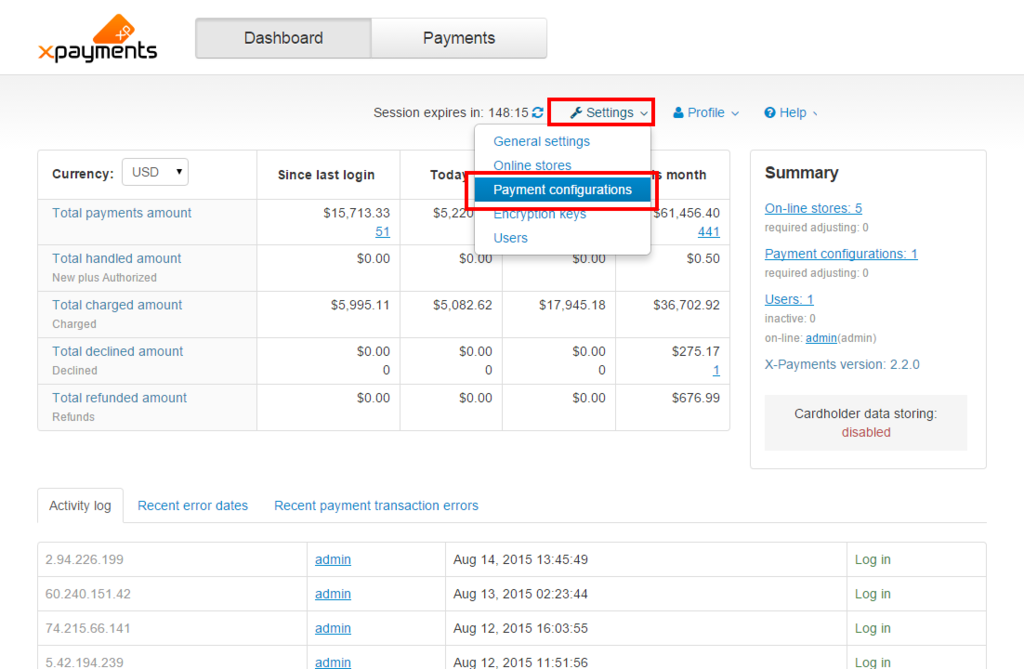 xp
xpayments
Dashboard
Payments
Session expires in: 148:15
Settings
Profile
Help
General settings
Online stores
Payment configurations
Encryption keys
Users
Currency: USD
Since last login
month
Total payments amount
$15,713.33
$61,456.40
51
441
Total handled amount
$0.00
$0.00
$0.00
$0.50
New plus Authorized
Total charged amount
$5,995.11
$5,082.62
$17,945.18
$36,702.92
Charged
Total declined amount
$0.00
$0.00
$0.00
$275.17
Declined
0
0
0
1
Total refunded amount
$0.00
$0.00
$0.00
$676.99
Refunds
Summary
On-line stores: 5
required adjusting: 0
Payment configurations: 1
required adjusting: 0
Users: 1
inactive: 0
on-line: admin(admin)
X-Payments version: 2.2.0
Cardholder data storing:
disabled
Activity log
Recent error dates
Recent payment transaction errors
2.94.226.199 admin Aug 14, 2015 13:45:49 Log in
60.240.151.42 admin Aug 13, 2015 02:23:44 Log in
74.215.66.141 admin Aug 12, 2015 16:03:55 Log in
5.42.194.239 admin Aug 12, 2015 11:51:56 Log in